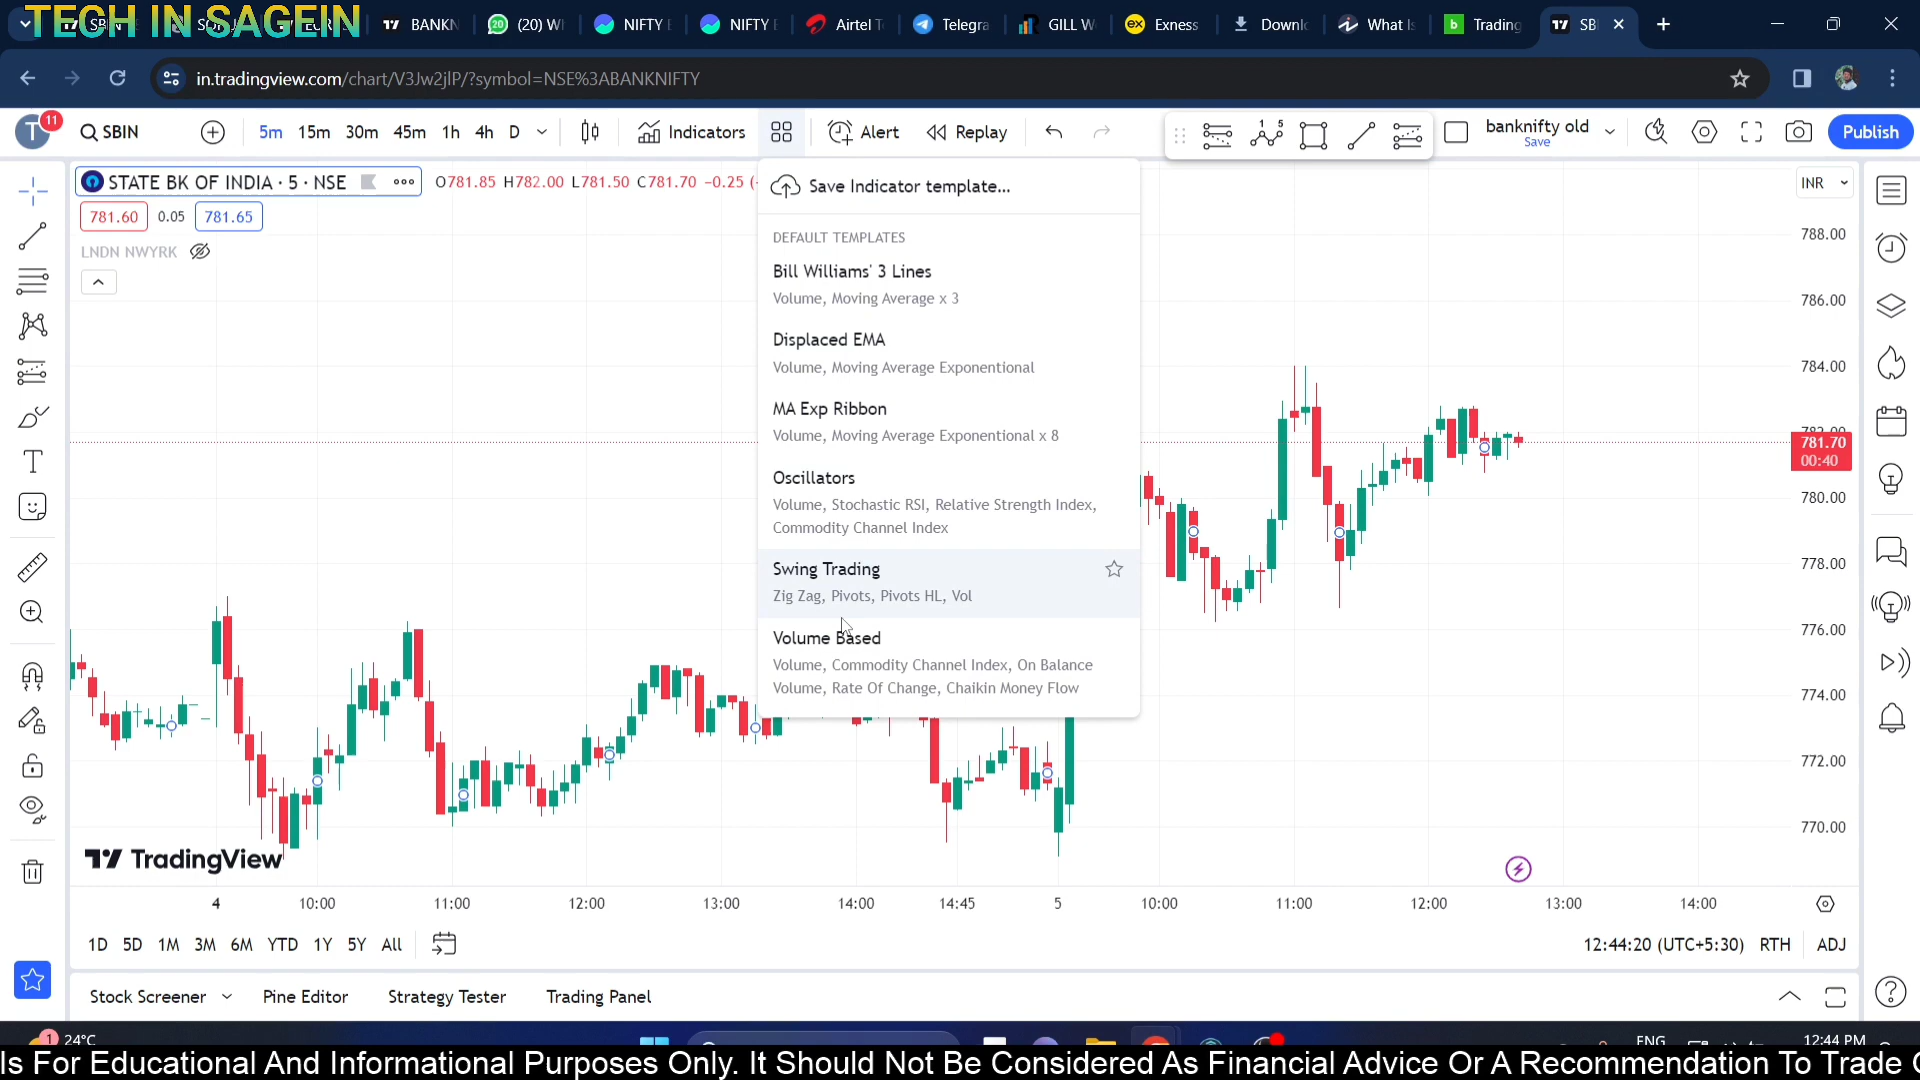 TECH IN SAGEIN
BANKN
(20) W
NIFTY
NIFTY
Airtel
Telegra
GILL W
Exness
Downl
What Is
Trading
SB
in.tradingview.com/chart/V3Jw2jlP/?symbol=NSE%3ABANKNIFTY
T 11
SBIN
5m 15m 30m 45m 1h 4h D
Indicators
Alert
Replay
banknifty old
Save
Publish
STATE BK OF INDIA · 5 · NSE
O781.85 H782.00 L781.50 C781.70 −0.25
781.60 0.05 781.65
LNDN NWYRK
INR
Save Indicator template...
DEFAULT TEMPLATES
Bill Williams' 3 Lines
Volume, Moving Average x 3
Displaced EMA
Volume, Moving Average Exponential
MA Exp Ribbon
Volume, Moving Average Exponential x 8
Oscillators
Volume, Stochastic RSI, Relative Strength Index,
Commodity Channel Index
Swing Trading
Zig Zag, Pivots, Pivots HL, Vol
Volume Based
Volume, Commodity Channel Index, On Balance
Volume, Rate Of Change, Chaikin Money Flow
788.00
786.00
784.00
782.00
781.70
00:40
780.00
778.00
776.00
774.00
772.00
770.00
TradingView
4 10:00 11:00 12:00 13:00 14:00 14:45 5 10:00 11:00 12:00 13:00 14:00
1D 5D 1M 3M 6M YTD 1Y 5Y All
12:44:20 (UTC+5:30) RTH ADJ
Stock Screener Pine Editor Strategy Tester Trading Panel
1 24°C
ENG
12:44 PM
ls For Educational And Informational Purposes Only. It Should Not Be Considered As Financial Advice Or A Recommendation To Trade